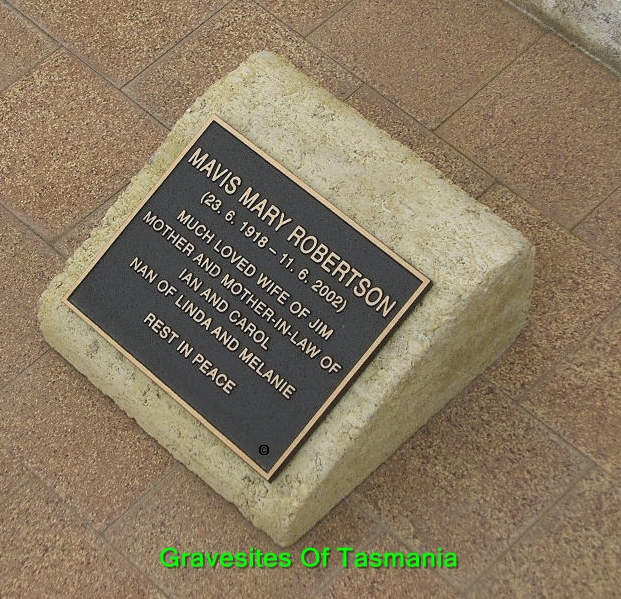 MAVIS MARY ROBERTSON
(23. 6. 1918 – 11. 6. 2002)
MUCH LOVED WIFE OF JIM
MOTHER AND MOTHER-IN-LAW OF
IAN AND CAROL
NAN OF LINDA AND MELANIE
REST IN PEACE
©
Gravesites Of Tasmania